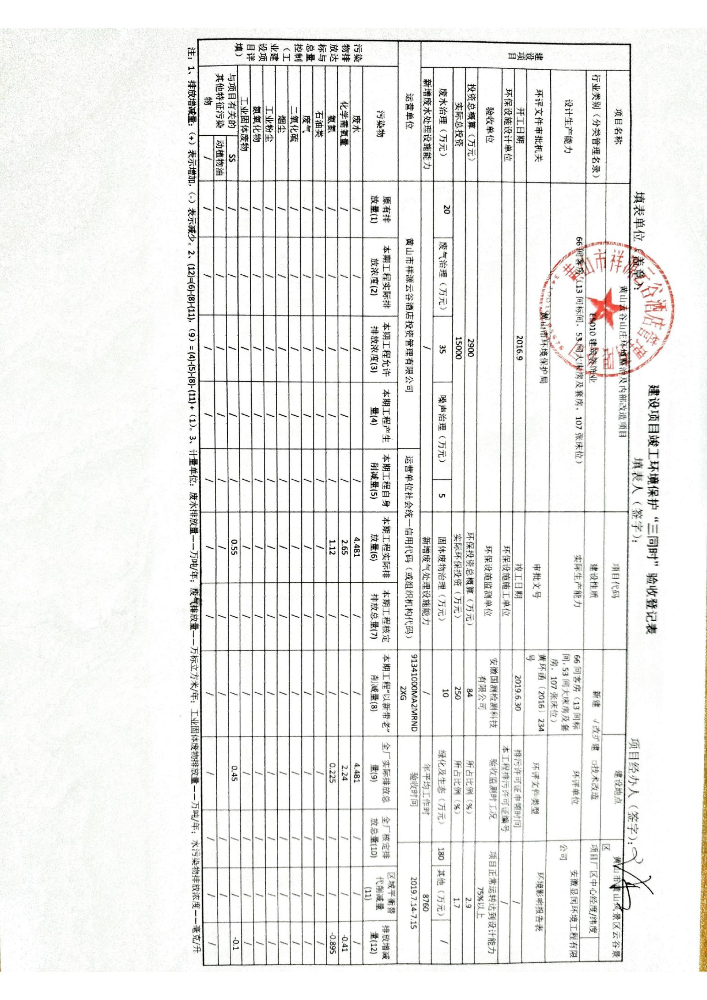 建设项目竣工环境保护“三同时”验收登记表
填表单位（盖章）： 填表人（签字）： 项目经办人（签字）：
建设项目
项目名称 黄山云谷山庄环境整治及内部改造项目 项目代码 建设地点 黄山市黄山风景区云谷景区
行业类别（分类管理名录） E5010 建筑装饰业 建设性质 新建 √改扩建 □技术改造 项目厂区中心经度/纬度
设计生产能力 66 间客房（13 间标间，53 间大床房及套房，107 张床位） 实际生产能力 66 间客房（13 间标间，53 间大床房及套房，107 张床位） 环评单位 安徽显闰环境工程有限公司
环评文件审批机关 黄山市环境保护局 审批文号 黄环函（2016）234 号 环评文件类型 环境影响报告表
开工日期 2016.9 竣工日期 2019.6.30 排污许可证申领时间 /
环保设施设计单位 环保设施施工单位 本工程排污许可证编号 /
验收单位 环保设施监测单位 安徽国测检测科技有限公司 验收监测时工况 项目正常运转达到设计能力 75%以上
投资总概算（万元） 2900 环保投资总概算（万元） 84 所占比例（%） 2.9
实际总投资 15000 实际环保投资（万元） 250 所占比例（%） 1.7
废水治理（万元） 20 废气治理（万元） 35 噪声治理（万元） 5 固体废物治理（万元） 10 绿化及生态（万元） 180 其他（万元） /
新增废水处理设施能力 / 新增废气处理设施能力 / 年平均工作时 8760
运营单位 黄山市祥源云谷酒店投资管理有限公司 运营单位社会统一信用代码（或组织机构代码） 91341000MA2MRND2XG 验收时间 2019.7.14-7.15
污染物排放达标与总量控制（工业建设项目详填）
污染物 原有排放量(1) 本期工程实际排放浓度(2) 本期工程允许排放浓度(3) 本期工程产生量(4) 本期工程自身削减量(5) 本期工程实际排放量(6) 本期工程核定排放总量(7) 本期工程“以新带老”削减量(8) 全厂实际排放总量(9) 全厂核定排放总量(10) 区域平衡替代削减量(11) 排放增减量(12)
废水 / / / 4.481 / / 4.481 / / /
化学需氧量 / / / / / 2.65 / / 2.24 / / -0.41
氨氮 / / / / / 1.12 / / 0.225 / / -0.895
石油类 / / / / / / / / / / / /
废气 / / / / / / / / / / / /
二氧化硫 / / / / / / / / / / / /
烟尘 / / / / / / / / / / / /
工业粉尘 / / / / / / / / / / / /
氮氧化物 / / / / / / / / / / / /
工业固体废物 / / / / / / / / / / / /
与项目有关的其他特征污染物 SS / / / / / 0.55 / / 0.45 / / -0.1
动植物油 / / / / / / / / / /
/ / / / / / / / / / / / /
注：1、排放增减量：（+）表示增加，（-）表示减少。2、(12)=(6)-(8)-(11)，（9）= (4)-(5)-(8)- (11) +（1）。3、计量单位：废水排放量——万吨/年；废气排放量——万标立方米/年；工业固体废物排放量——万吨/年；水污染物排放浓度——毫克/升